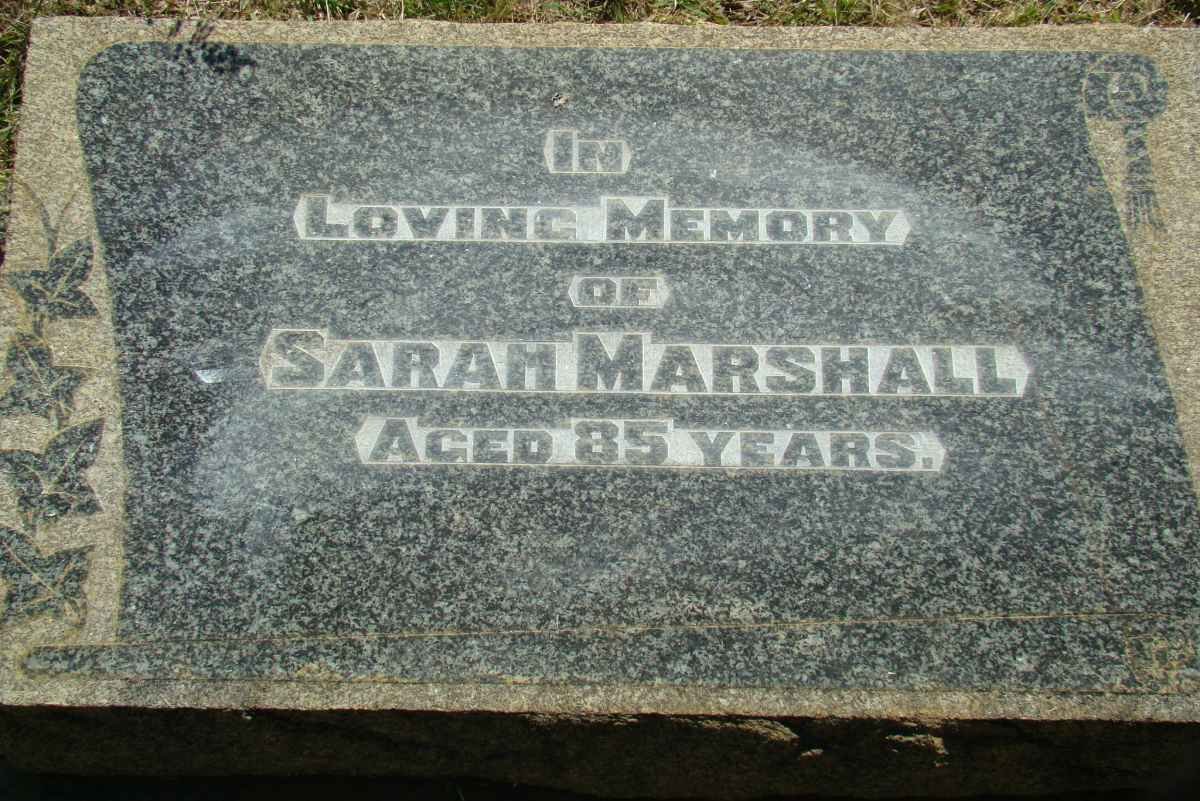 IN
LOVING MEMORY
OF
SARAH MARSHALL
AGED 85 YEARS.